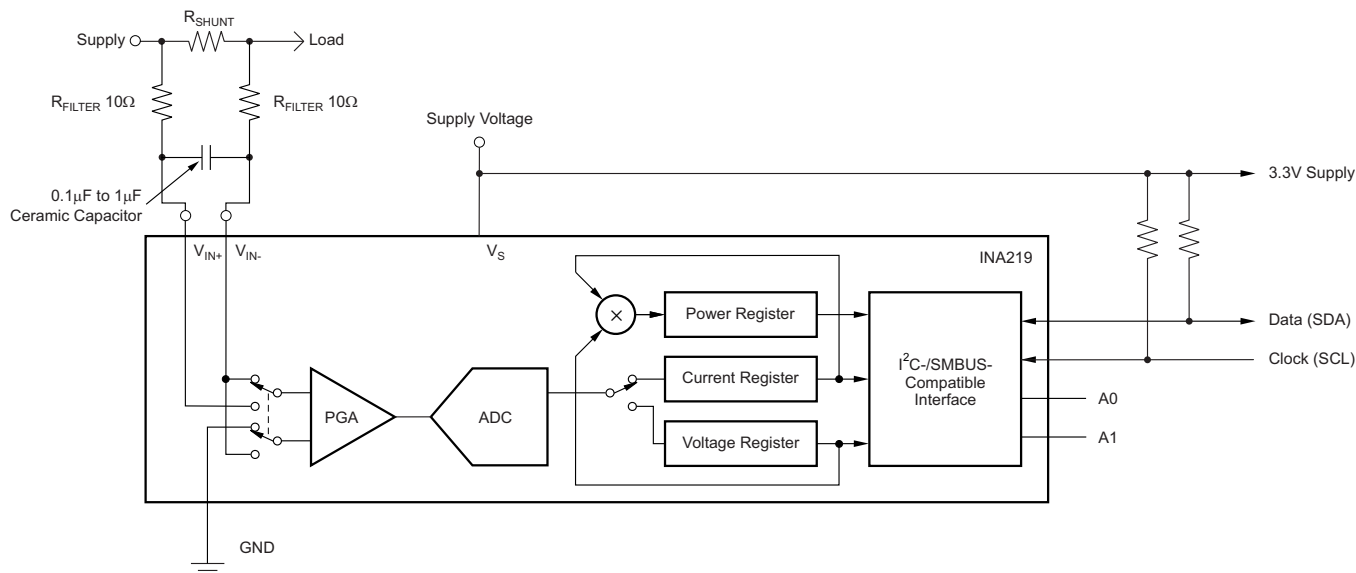 R_SHUNT
Supply
Load
R_FILTER 10Ω
R_FILTER 10Ω
0.1μF to 1μF
Ceramic Capacitor
Supply Voltage
3.3V Supply
V_IN+
V_IN-
V_S
INA219
×
Power Register
Data (SDA)
Clock (SCL)
I²C-/SMBUS-
Compatible
Interface
Current Register
PGA
ADC
A0
Voltage Register
A1
GND